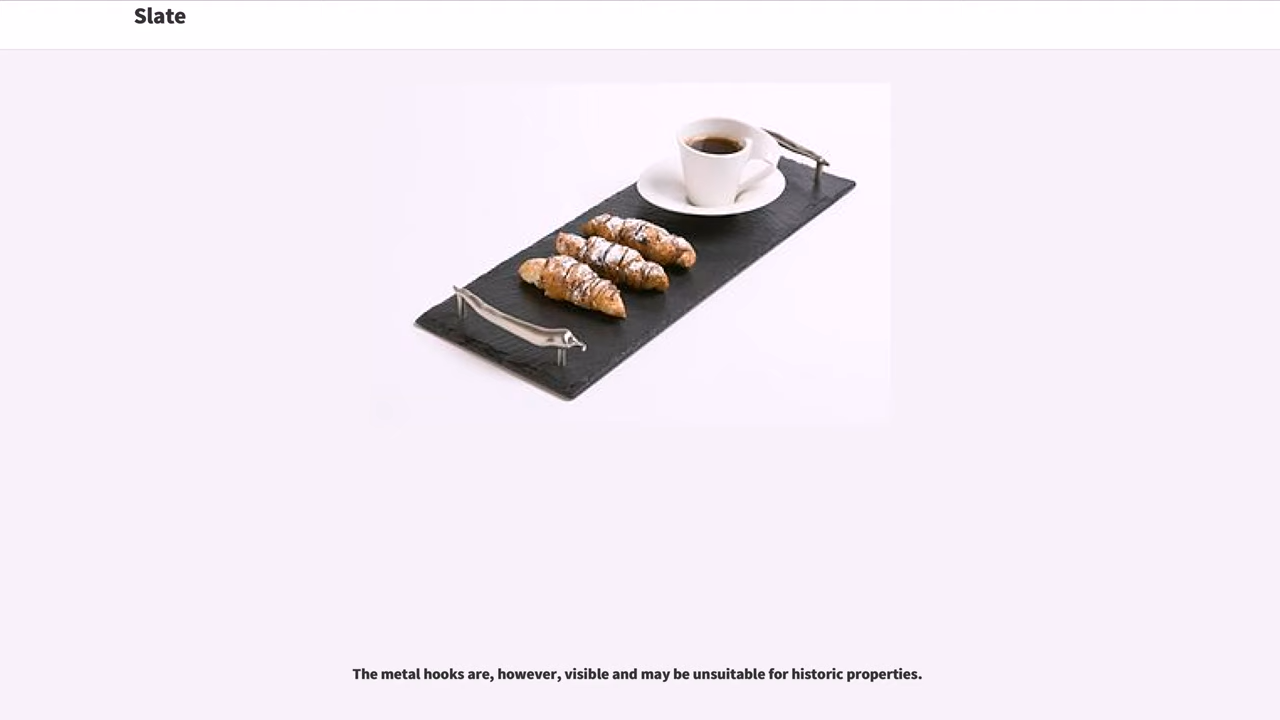 Slate
The metal hooks are, however, visible and may be unsuitable for historic properties.